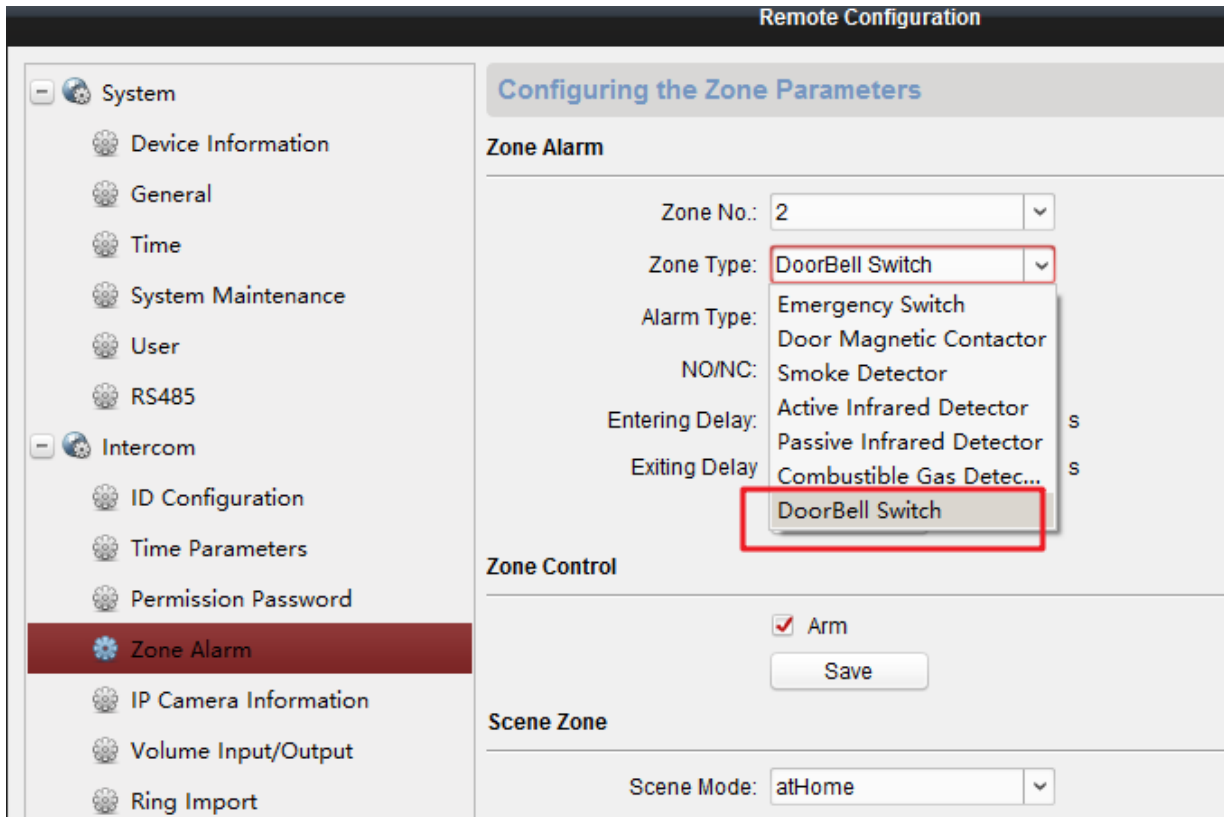 Remote Configuration
System
Device Information
General
Time
System Maintenance
User
RS485
Intercom
ID Configuration
Time Parameters
Permission Password
Zone Alarm
IP Camera Information
Volume Input/Output
Ring Import
Configuring the Zone Parameters
Zone Alarm
Zone No.: 2
Zone Type: DoorBell Switch
Emergency Switch
Alarm Type:
Door Magnetic Contactor
NO/NC:
Smoke Detector
Active Infrared Detector
Entering Delay: s
Passive Infrared Detector
Exiting Delay s
Combustible Gas Detec...
DoorBell Switch
Zone Control
Arm
Save
Scene Zone
Scene Mode: atHome